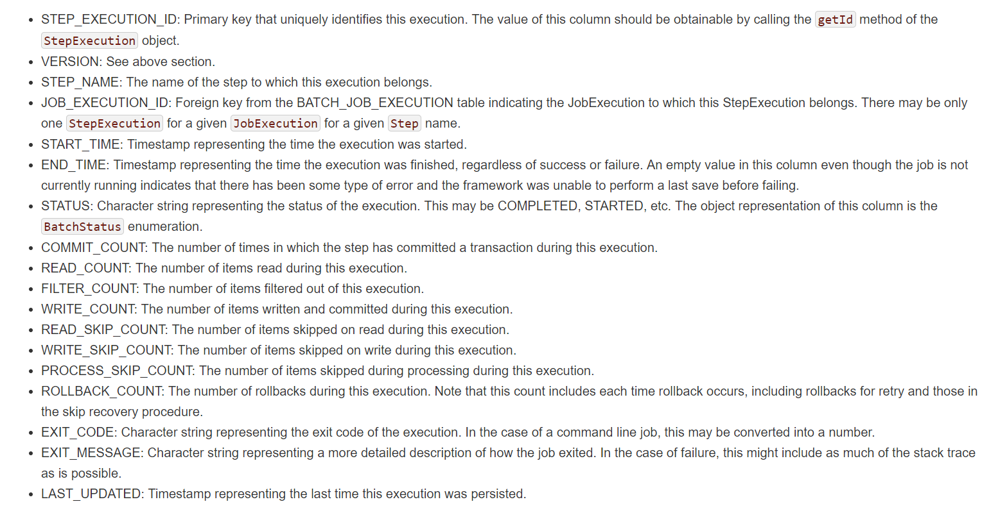 • STEP_EXECUTION_ID: Primary key that uniquely identifies this execution. The value of this column should be obtainable by calling the getId method of the
StepExecution object.
• VERSION: See above section.
• STEP_NAME: The name of the step to which this execution belongs.
• JOB_EXECUTION_ID: Foreign key from the BATCH_JOB_EXECUTION table indicating the JobExecution to which this StepExecution belongs. There may be only
one StepExecution for a given JobExecution for a given Step name.
• START_TIME: Timestamp representing the time the execution was started.
• END_TIME: Timestamp representing the time the execution was finished, regardless of success or failure. An empty value in this column even though the job is not
currently running indicates that there has been some type of error and the framework was unable to perform a last save before failing.
• STATUS: Character string representing the status of the execution. This may be COMPLETED, STARTED, etc. The object representation of this column is the
BatchStatus enumeration.
• COMMIT_COUNT: The number of times in which the step has committed a transaction during this execution.
• READ_COUNT: The number of items read during this execution.
• FILTER_COUNT: The number of items filtered out of this execution.
• WRITE_COUNT: The number of items written and committed during this execution.
• READ_SKIP_COUNT: The number of items skipped on read during this execution.
• WRITE_SKIP_COUNT: The number of items skipped on write during this execution.
• PROCESS_SKIP_COUNT: The number of items skipped during processing during this execution.
• ROLLBACK_COUNT: The number of rollbacks during this execution. Note that this count includes each time rollback occurs, including rollbacks for retry and those in
the skip recovery procedure.
• EXIT_CODE: Character string representing the exit code of the execution. In the case of a command line job, this may be converted into a number.
• EXIT_MESSAGE: Character string representing a more detailed description of how the job exited. In the case of failure, this might include as much of the stack trace
as is possible.
• LAST_UPDATED: Timestamp representing the last time this execution was persisted.